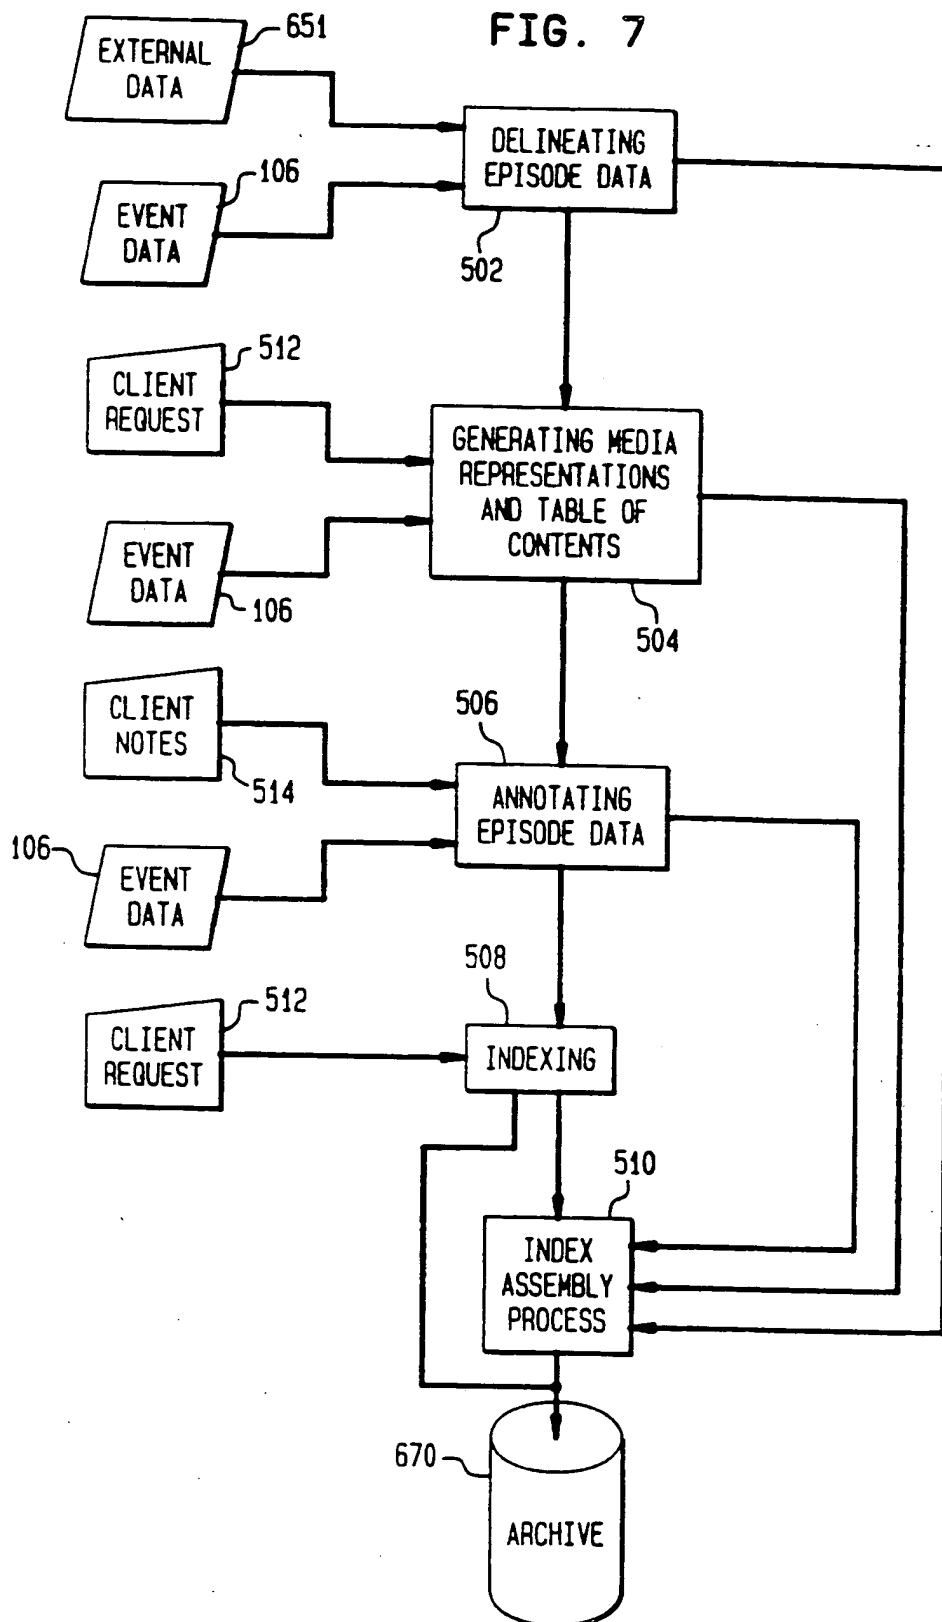 FIG. 7
651
EXTERNAL
DATA
DELINEATING
EPISODE DATA
106
EVENT
DATA
502
512
CLIENT
REQUEST
GENERATING MEDIA
REPRESENTATIONS
AND TABLE OF
CONTENTS
EVENT
DATA
106
504
CLIENT
NOTES
514
506
ANNOTATING
EPISODE DATA
106
EVENT
DATA
508
512
CLIENT
REQUEST
INDEXING
510
INDEX
ASSEMBLY
PROCESS
670
ARCHIVE